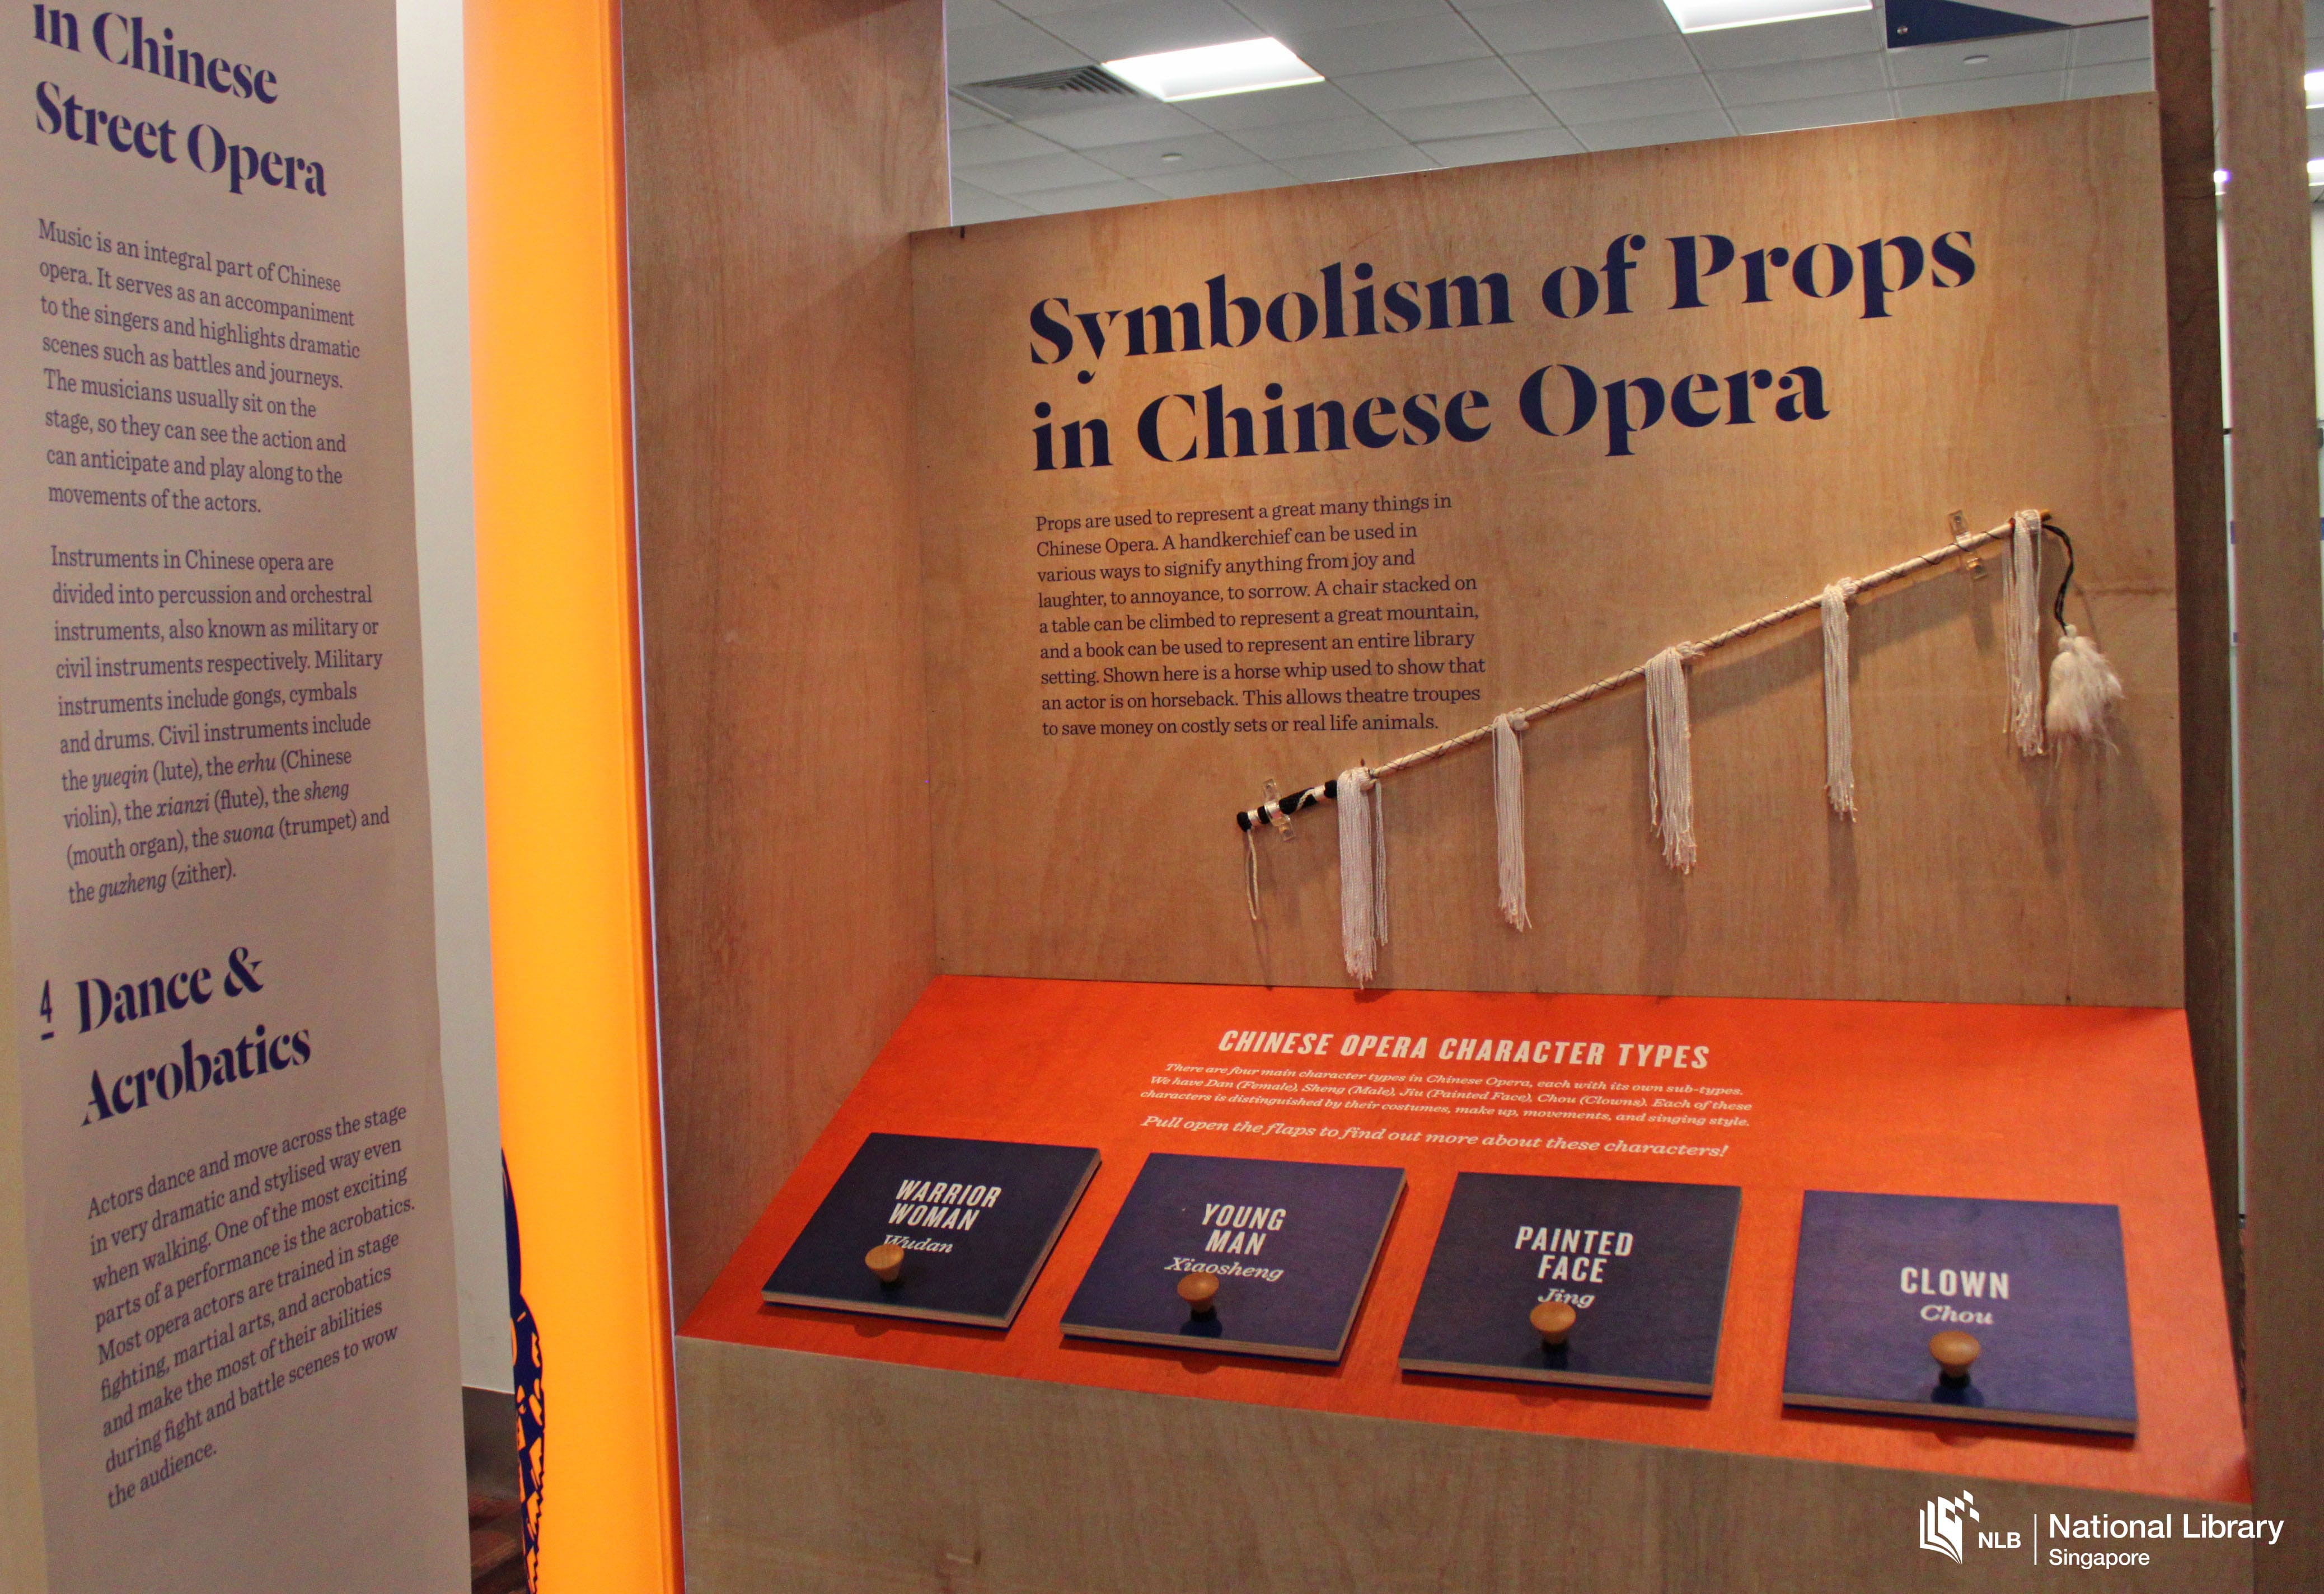 in Chinese
Street Opera
Music is an integral part of Chinese
opera. It serves as an accompaniment
to the singers and highlights dramatic
scenes such as battles and journeys.
The musicians usually sit on the
stage, so they can see the action and
can anticipate and play along to the
movements of the actors.
Instruments in Chinese opera are
divided into percussion and orchestral
instruments, also known as military or
civil instruments respectively. Military
instruments include gongs, cymbals
and drums. Civil instruments include
the yueqin (lute), the erhu (Chinese
violin), the xianzi (flute), the sheng
(mouth organ), the suona (trumpet) and
the guzheng (zither).
4 Dance &
Acrobatics
Actors dance and move across the stage
in very dramatic and stylised way even
when walking. One of the most exciting
parts of a performance is the acrobatics.
Most opera actors are trained in stage
fighting, martial arts, and acrobatics
and make the most of their abilities
during fight and battle scenes to wow
the audience.
Symbolism of Props
in Chinese Opera
Props are used to represent a great many things in
Chinese Opera. A handkerchief can be used in
various ways to signify anything from joy and
laughter, to annoyance, to sorrow. A chair stacked on
a table can be climbed to represent a great mountain,
and a book can be used to represent an entire library
setting. Shown here is a horse whip used to show that
an actor is on horseback. This allows theatre troupes
to save money on costly sets or real life animals.
CHINESE OPERA CHARACTER TYPES
There are four main character types in Chinese Opera, each with its own sub-types.
We have Dan (Female), Sheng (Male), Jiu (Painted Face), Chou (Clowns). Each of these
characters is distinguished by their costumes, make up, movements, and singing style.
Pull open the flaps to find out more about these characters!
WARRIOR
WOMAN
Wudan
YOUNG
MAN
Xiaosheng
PAINTED
FACE
Jing
CLOWN
Chou
NLB
National Library
Singapore